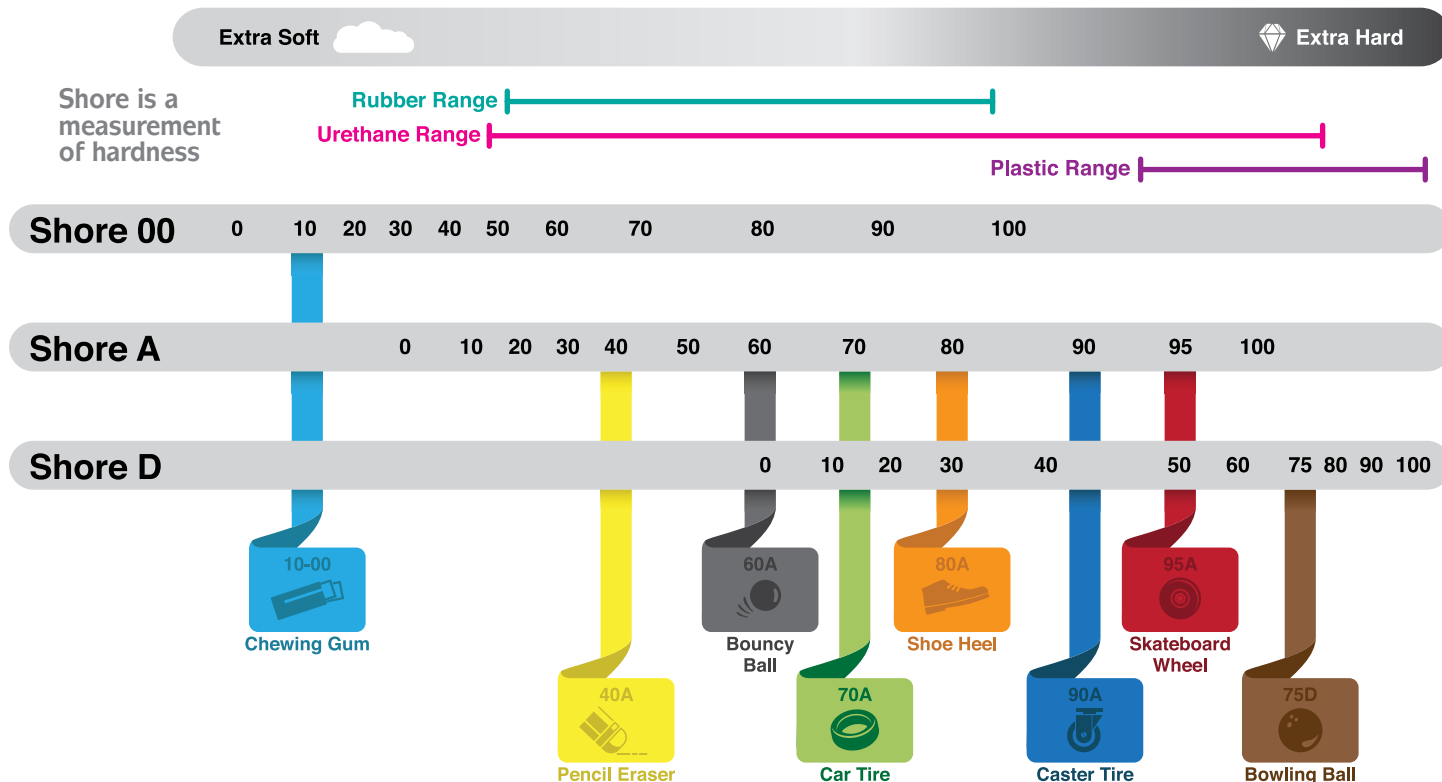 Extra Soft
Extra Hard
Shore is a
measurement
of hardness
Rubber Range
Urethane Range
Plastic Range
Shore 00 0 10 20 30 40 50 60 70 80 90 100
Shore A 0 10 20 30 40 50 60 70 80 90 95 100
Shore D 0 10 20 30 40 50 60 75 80 90 100
10-00
Chewing Gum
60A
Bouncy
Ball
80A
Shoe Heel
95A
Skateboard
Wheel
40A
Pencil Eraser
70A
Car Tire
90A
Caster Tire
75D
Bowling Ball